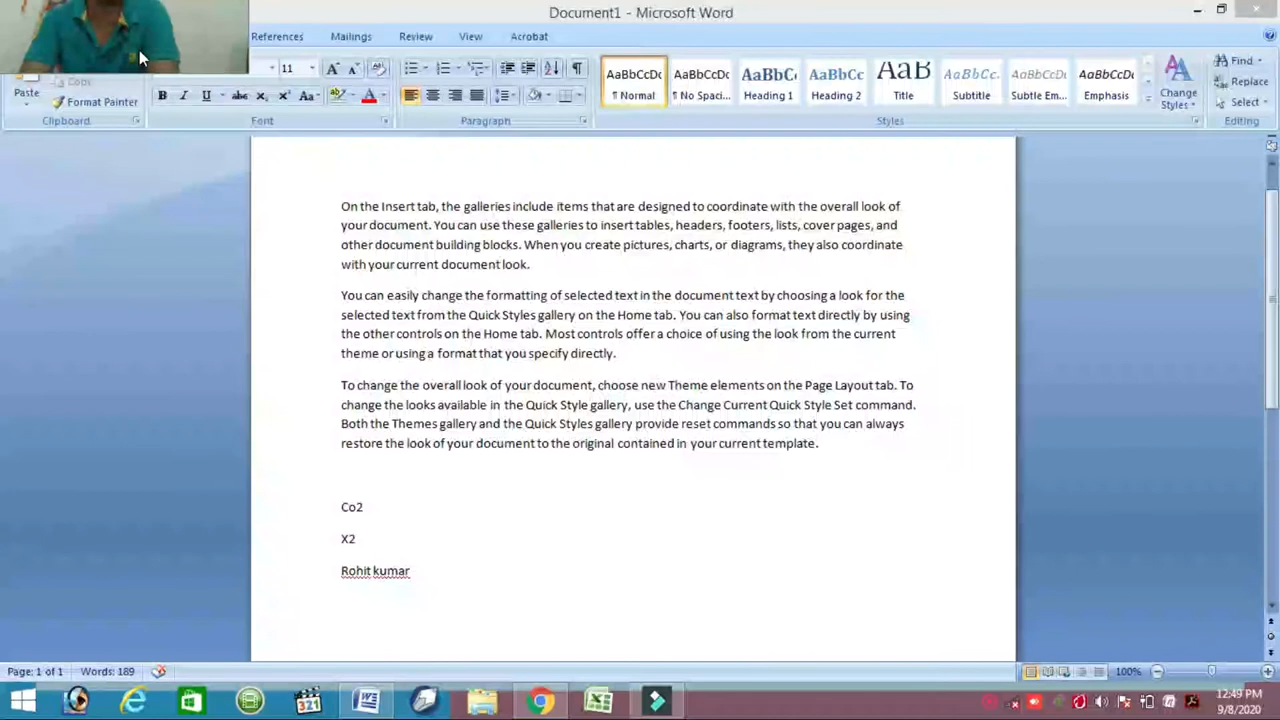 Document1 - Microsoft Word
References Mailings Review View Acrobat
Paste
Copy
Format Painter
Clipboard
11
B I U abc X₂ X² Aa
Font
Paragraph
AaBbCcDc AaBbCcDc AaBbC AaBbCc AaB AaBbCc. AaBbCcDc AaBbCcDc
¶ Normal ¶ No Spaci... Heading 1 Heading 2 Title Subtitle Subtle Em... Emphasis
Change
Styles
Styles
Find
Replace
Select
Editing
On the Insert tab, the galleries include items that are designed to coordinate with the overall look of
your document. You can use these galleries to insert tables, headers, footers, lists, cover pages, and
other document building blocks. When you create pictures, charts, or diagrams, they also coordinate
with your current document look.
You can easily change the formatting of selected text in the document text by choosing a look for the
selected text from the Quick Styles gallery on the Home tab. You can also format text directly by using
the other controls on the Home tab. Most controls offer a choice of using the look from the current
theme or using a format that you specify directly.
To change the overall look of your document, choose new Theme elements on the Page Layout tab. To
change the looks available in the Quick Style gallery, use the Change Current Quick Style Set command.
Both the Themes gallery and the Quick Styles gallery provide reset commands so that you can always
restore the look of your document to the original contained in your current template.
Co2
X2
Rohit kumar
Page: 1 of 1 Words: 189
100%
321
12:49 PM
9/8/2020